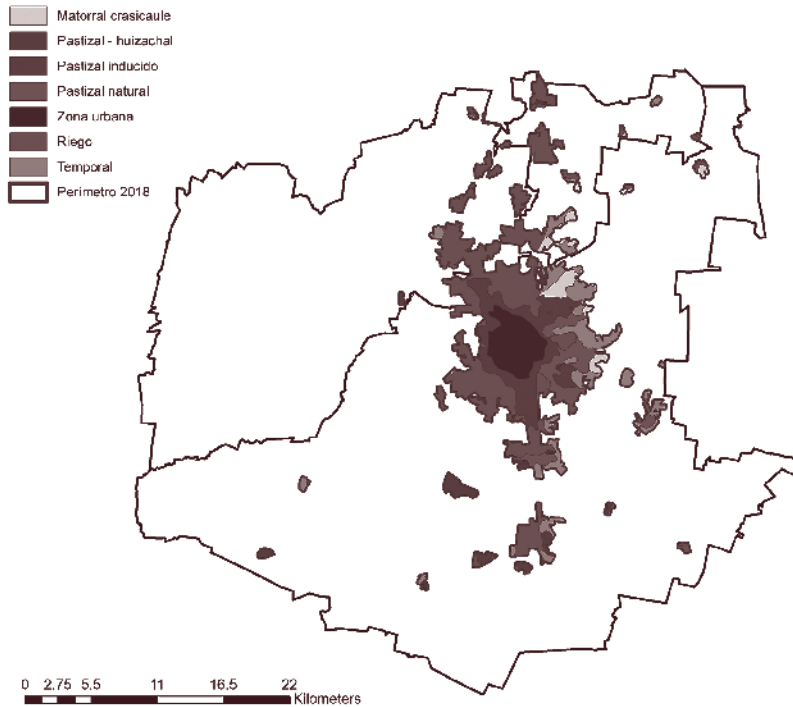 Matorral crasicaule
Pastizal - huizachal
Pastizal inducido
Pastizal natural
Zona urbana
Riego
Temporal
Perimetro 2018
0 2.75 5.5 11 16.5 22
Kilometers